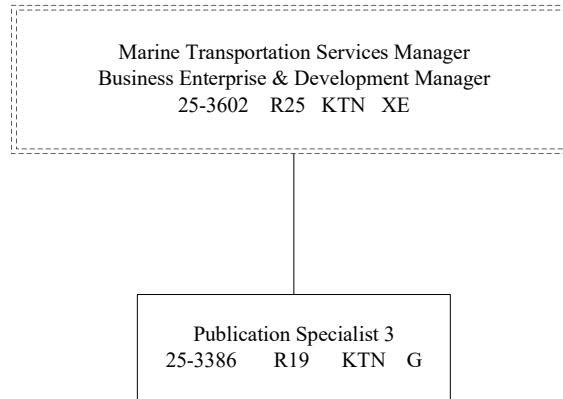 Marine Transportation Services Manager
Business Enterprise & Development Manager
25-3602 R25 KTN XE
Publication Specialist 3
25-3386 R19 KTN G